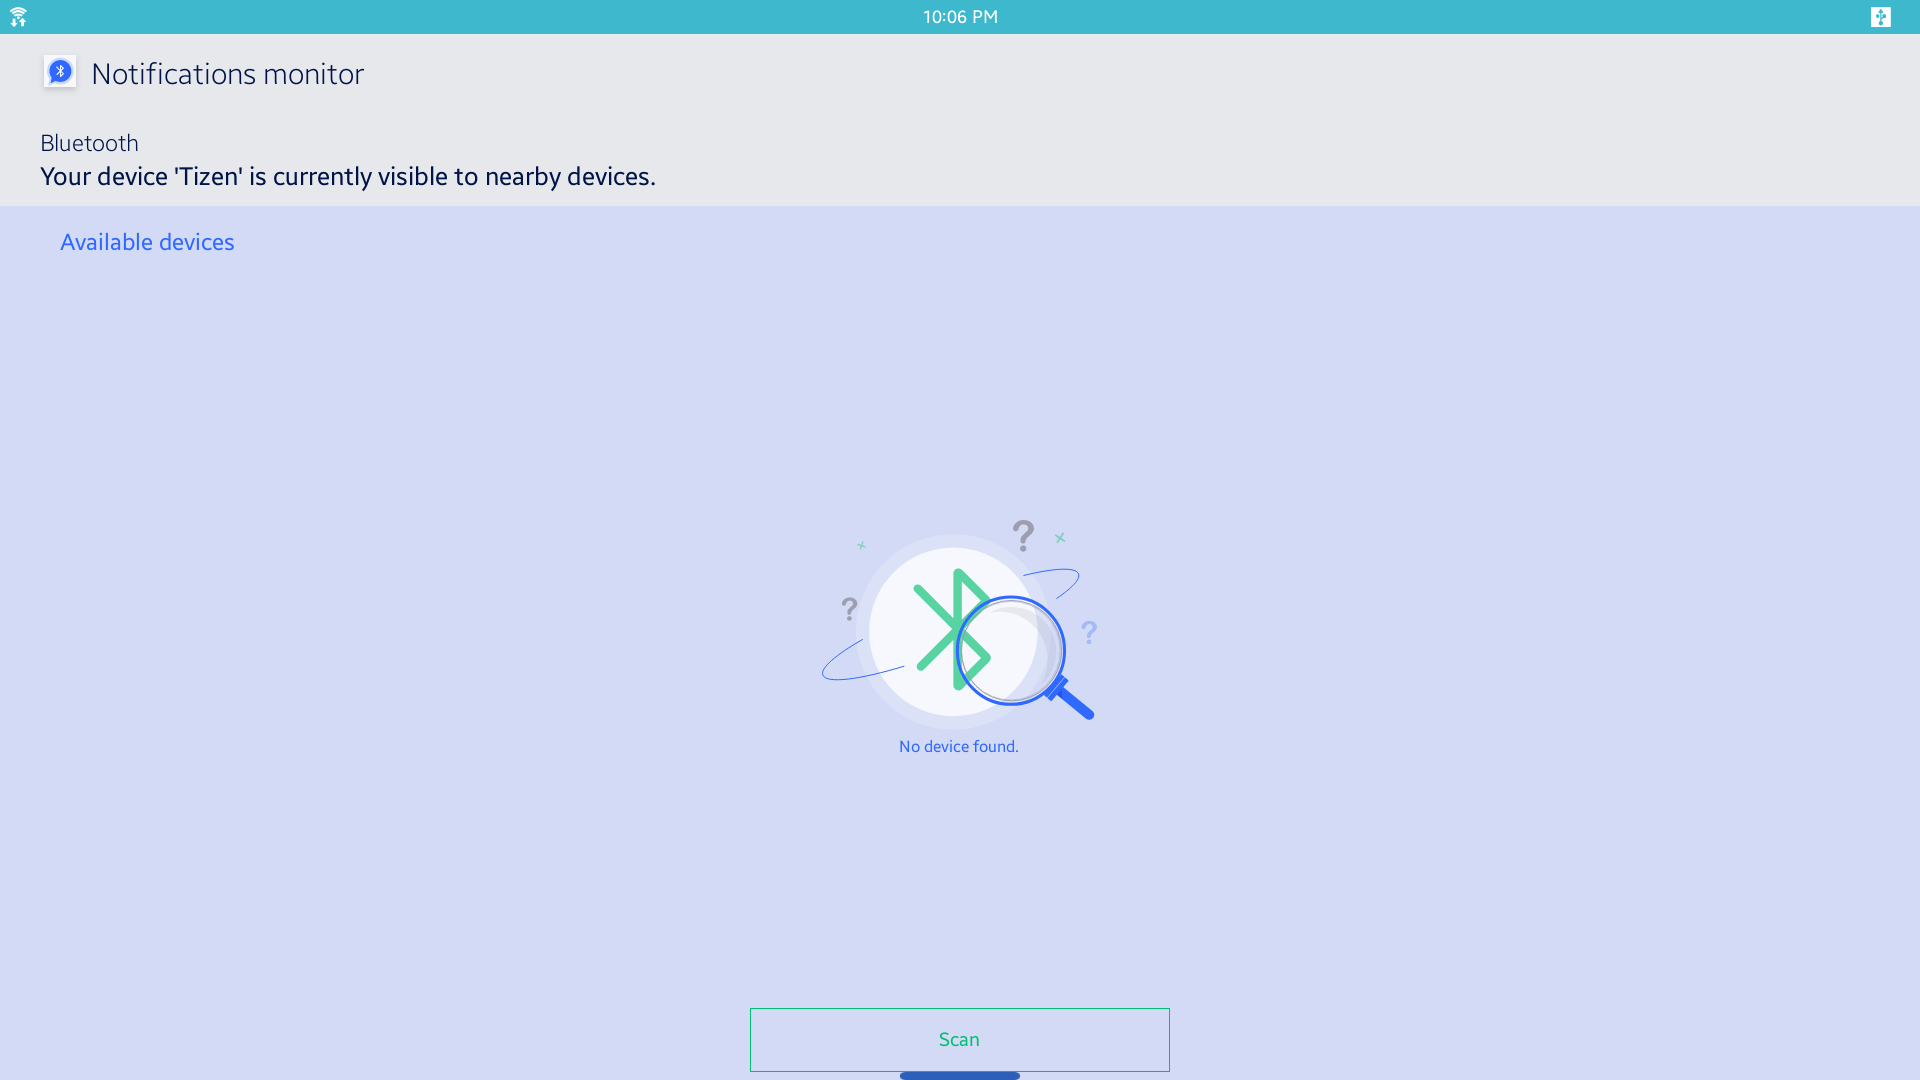 10:06 PM
Notifications monitor
Bluetooth
Your device 'Tizen' is currently visible to nearby devices.
Available devices
? ? ?
No device found.
Scan